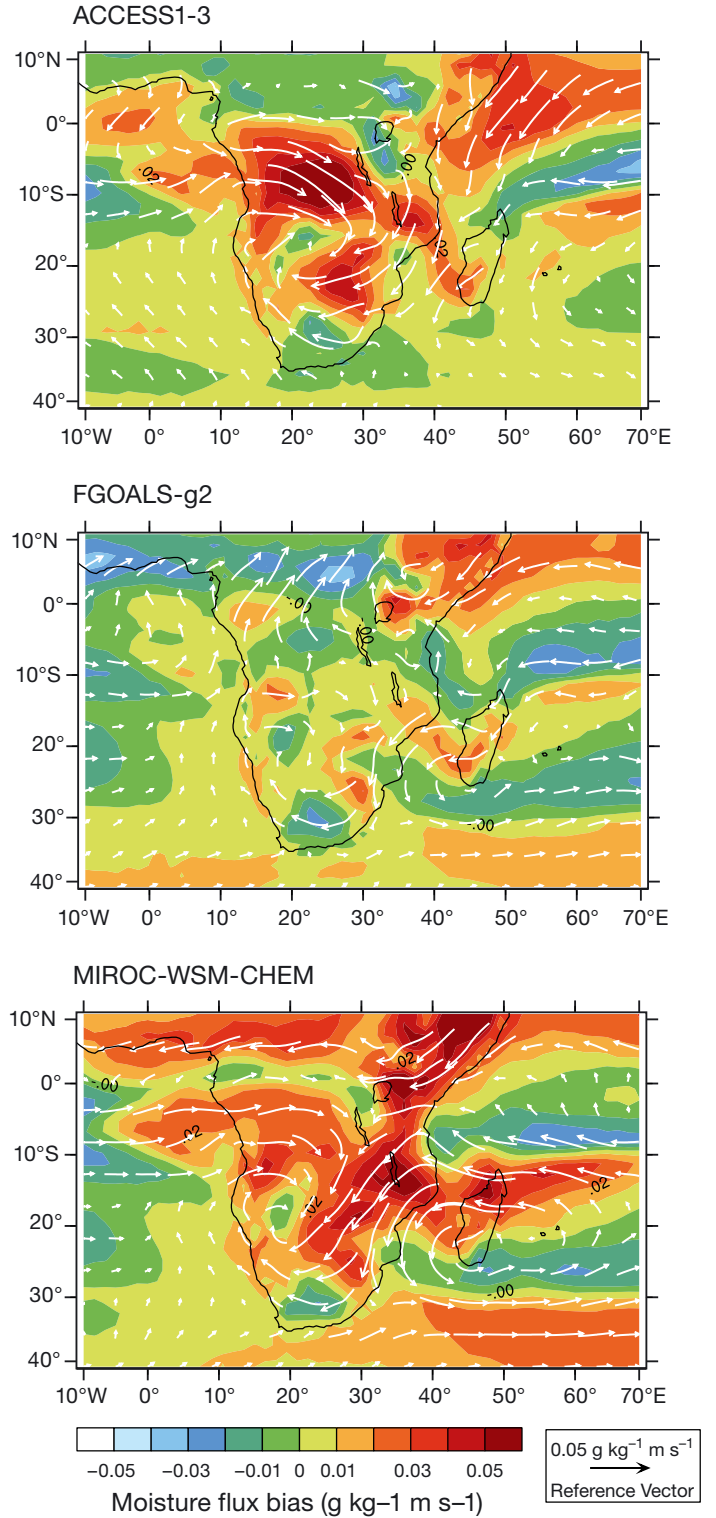 ACCESS1-3
10°N
0°
10°S
20°
30°
40°
.02
.00
.02
10°W 0° 10° 20° 30° 40° 50° 60° 70°E
FGOALS-g2
10°N
0°
10°S
20°
30°
40°
-.00
-.00
-.00
10°W 0° 10° 20° 30° 40° 50° 60° 70°E
MIROC-WSM-CHEM
10°N
0°
10°S
20°
30°
40°
.02
-.00
.02
.02
.02
-.00
10°W 0° 10° 20° 30° 40° 50° 60° 70°E
−0.05 −0.03 −0.01 0 0.01 0.03 0.05
Moisture flux bias (g kg–1 m s–1)
0.05 g kg⁻¹ m s⁻¹
Reference Vector